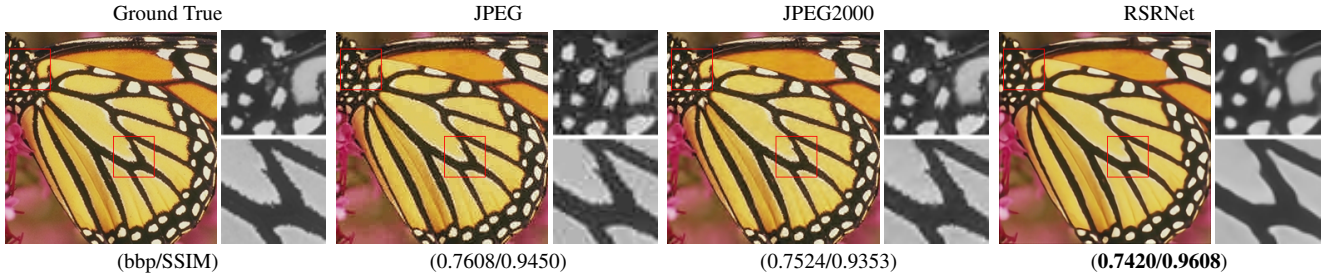 Ground True
JPEG
JPEG2000
RSRNet
(bbp/SSIM)
(0.7608/0.9450)
(0.7524/0.9353)
(0.7420/0.9608)